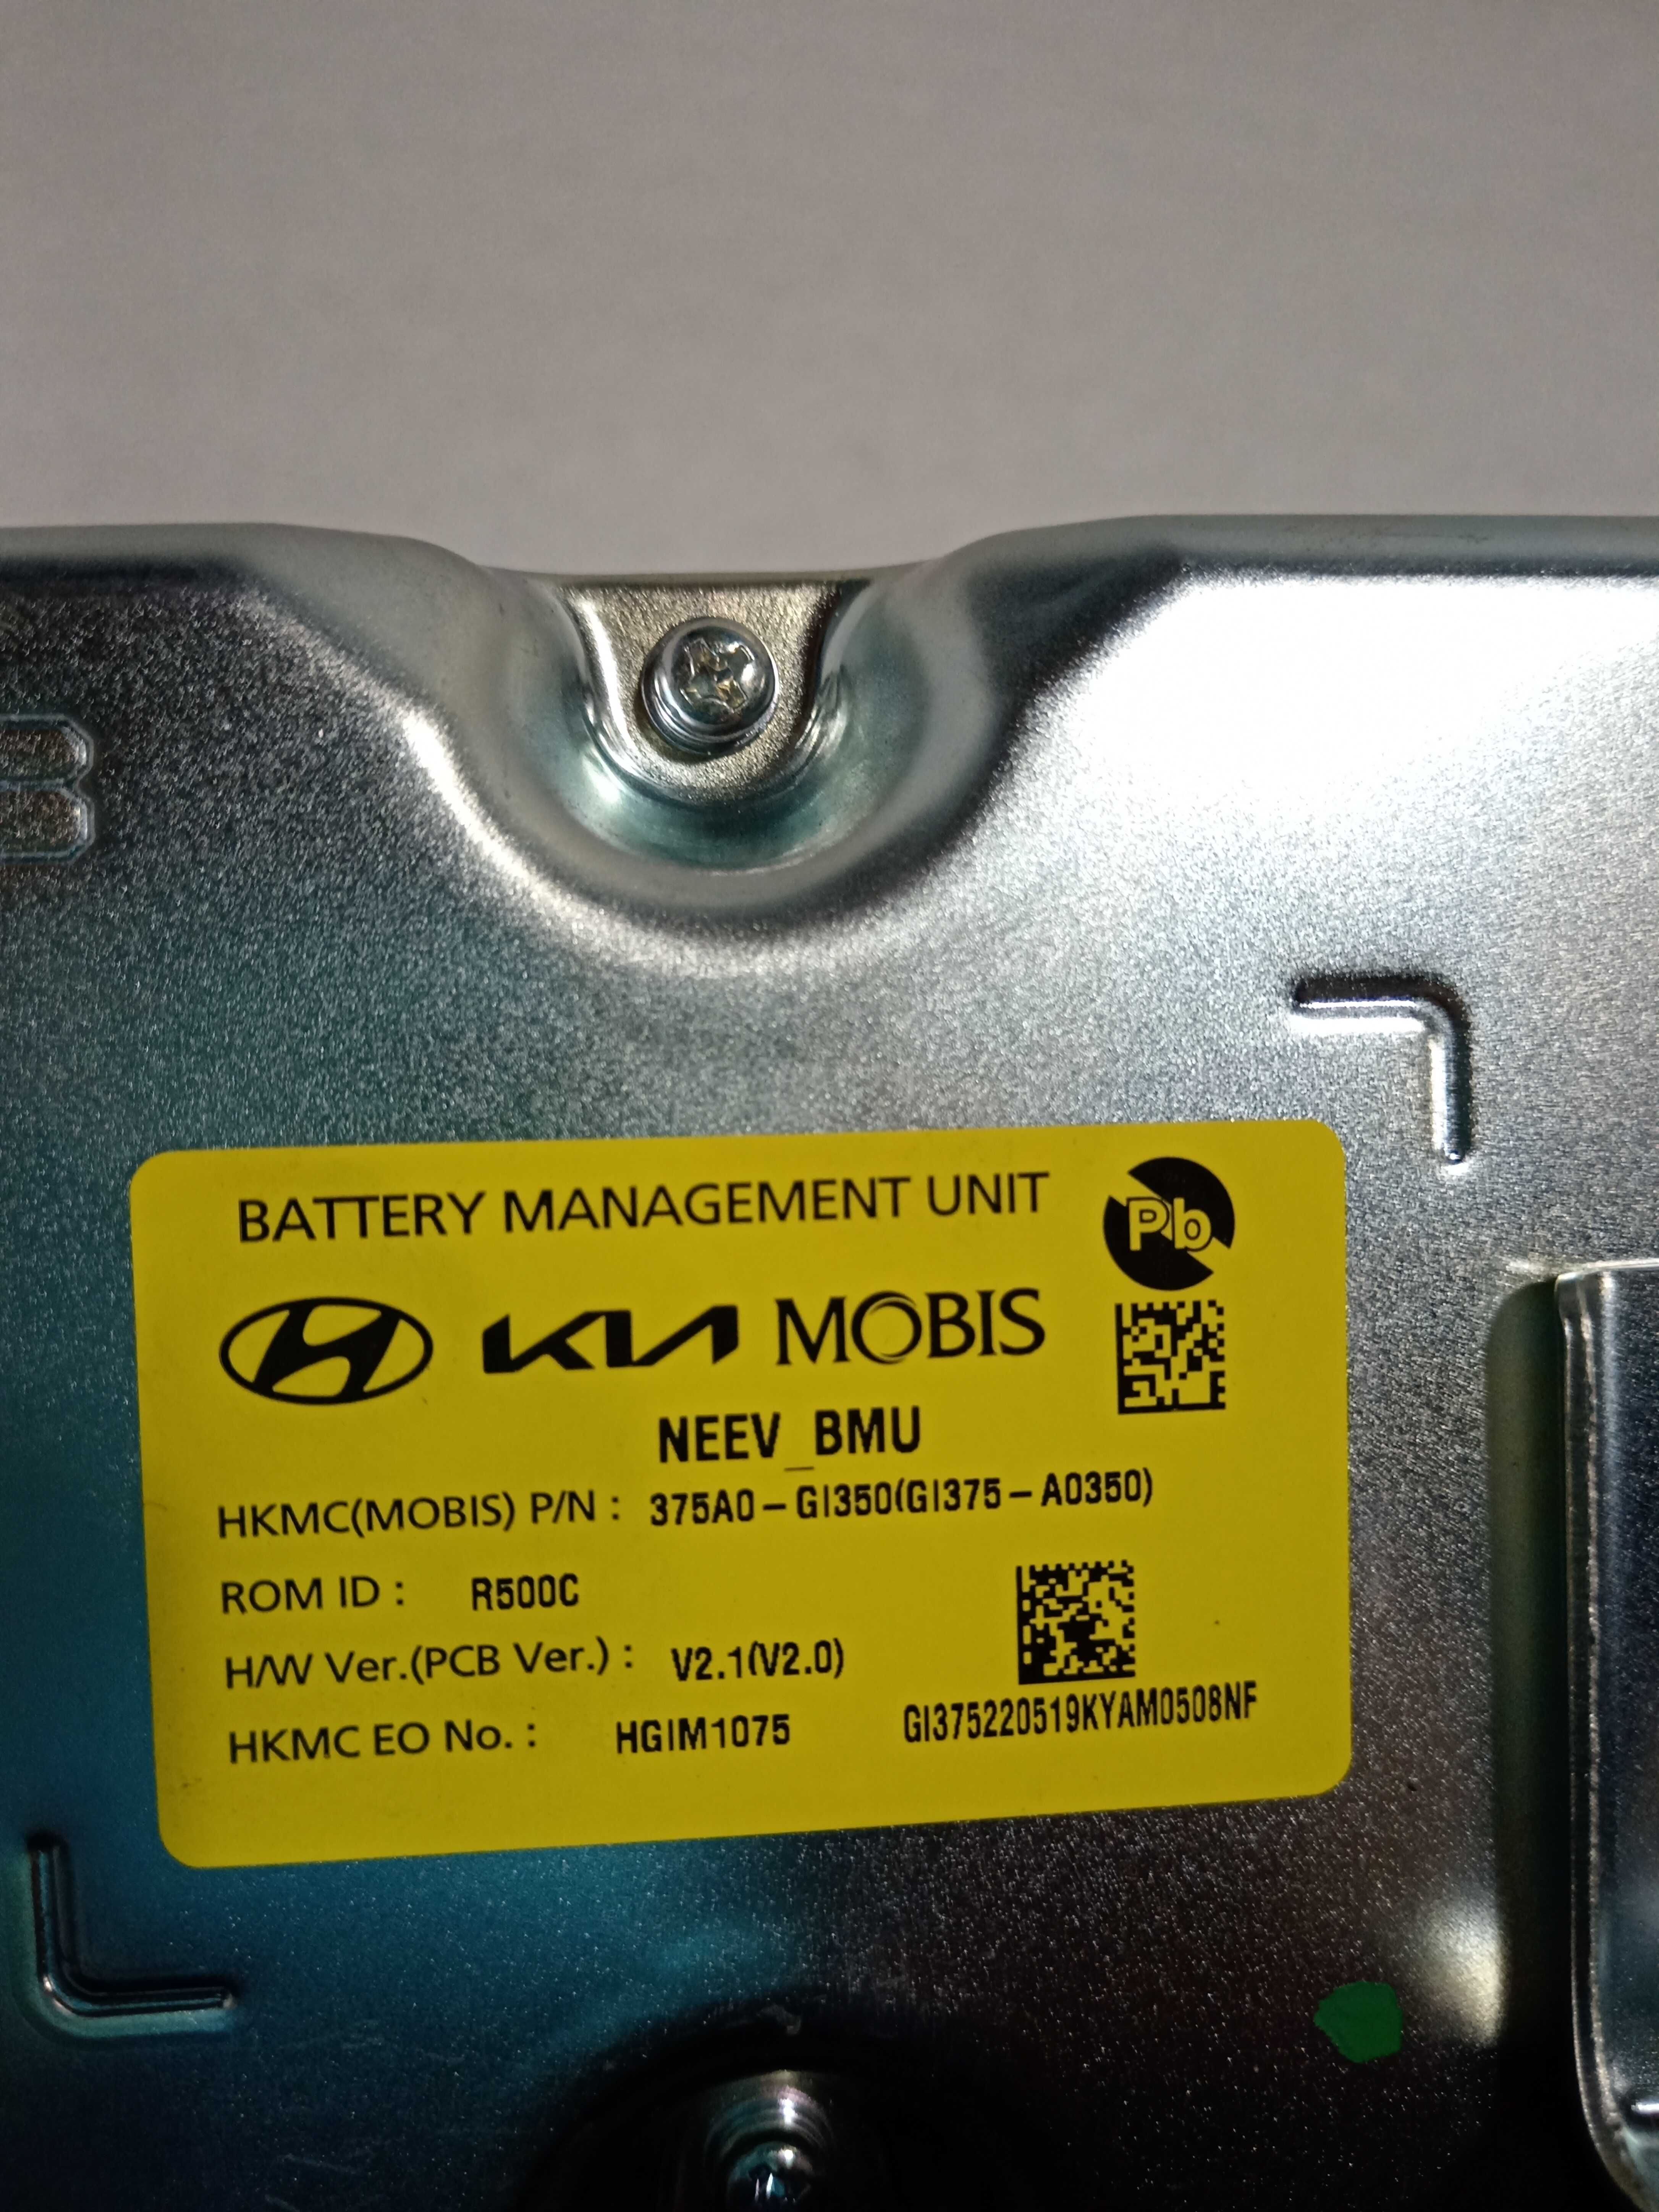 BATTERY MANAGEMENT UNIT
Pb
KIA MOBIS
NEEV_BMU
HKMC(MOBIS) P/N : 375A0-GI350(GI375-A0350)
ROM ID : R500C
H/W Ver.(PCB Ver.) : V2.1(V2.0)
HKMC EO No. : HGIM1075
GI375220519KYAM0508NF